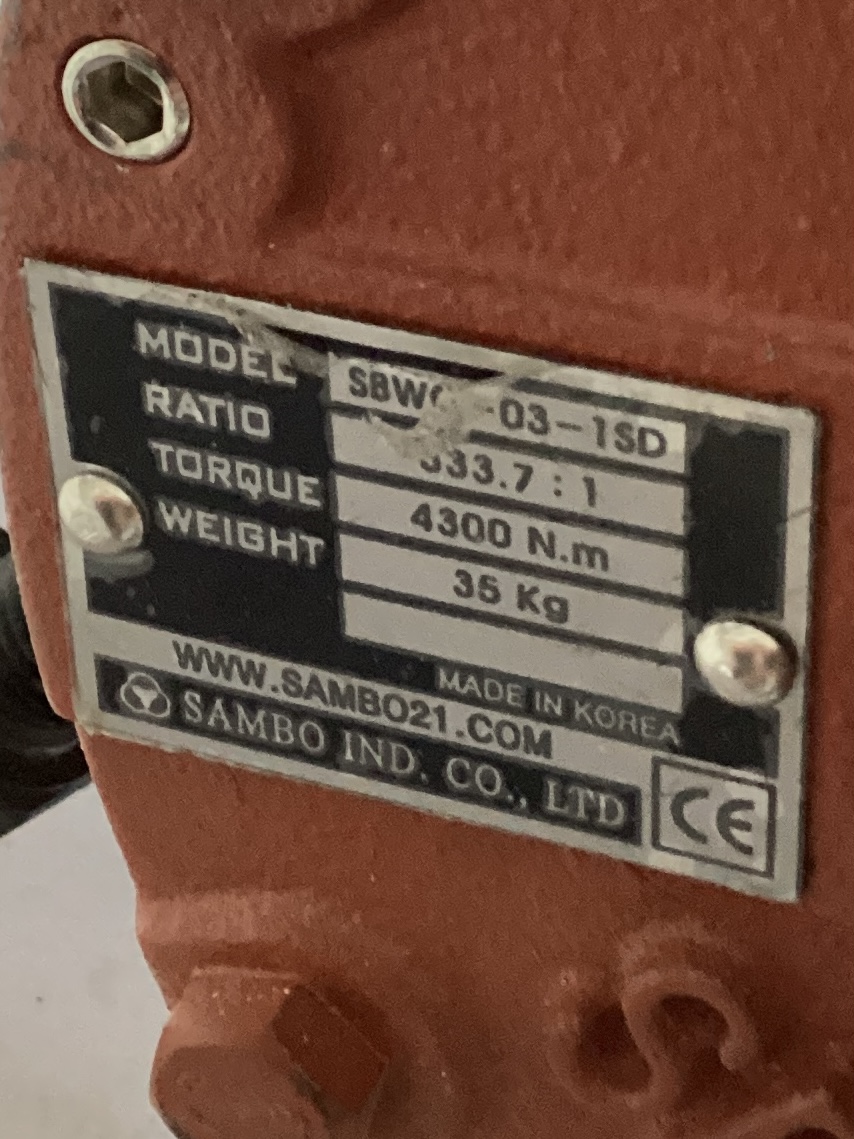 MODEL
-03-1SD
RATIO
TORQUE 4300 N.m
WEIGHT 35 Kg
MADE IN KOREA
WWW.SAMBO21.COM
SAMBO IND. CO., LTD
CE